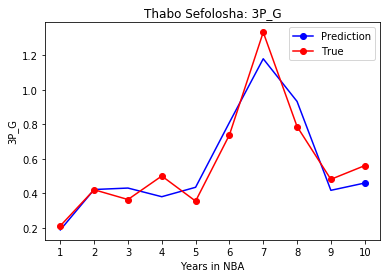 Thabo Sefolosha: 3P_G
Prediction
True
1.2
1.0
0.8
0.6
0.4
0.2
3P_G
1 2 3 4 5 6 7 8 9 10
Years in NBA